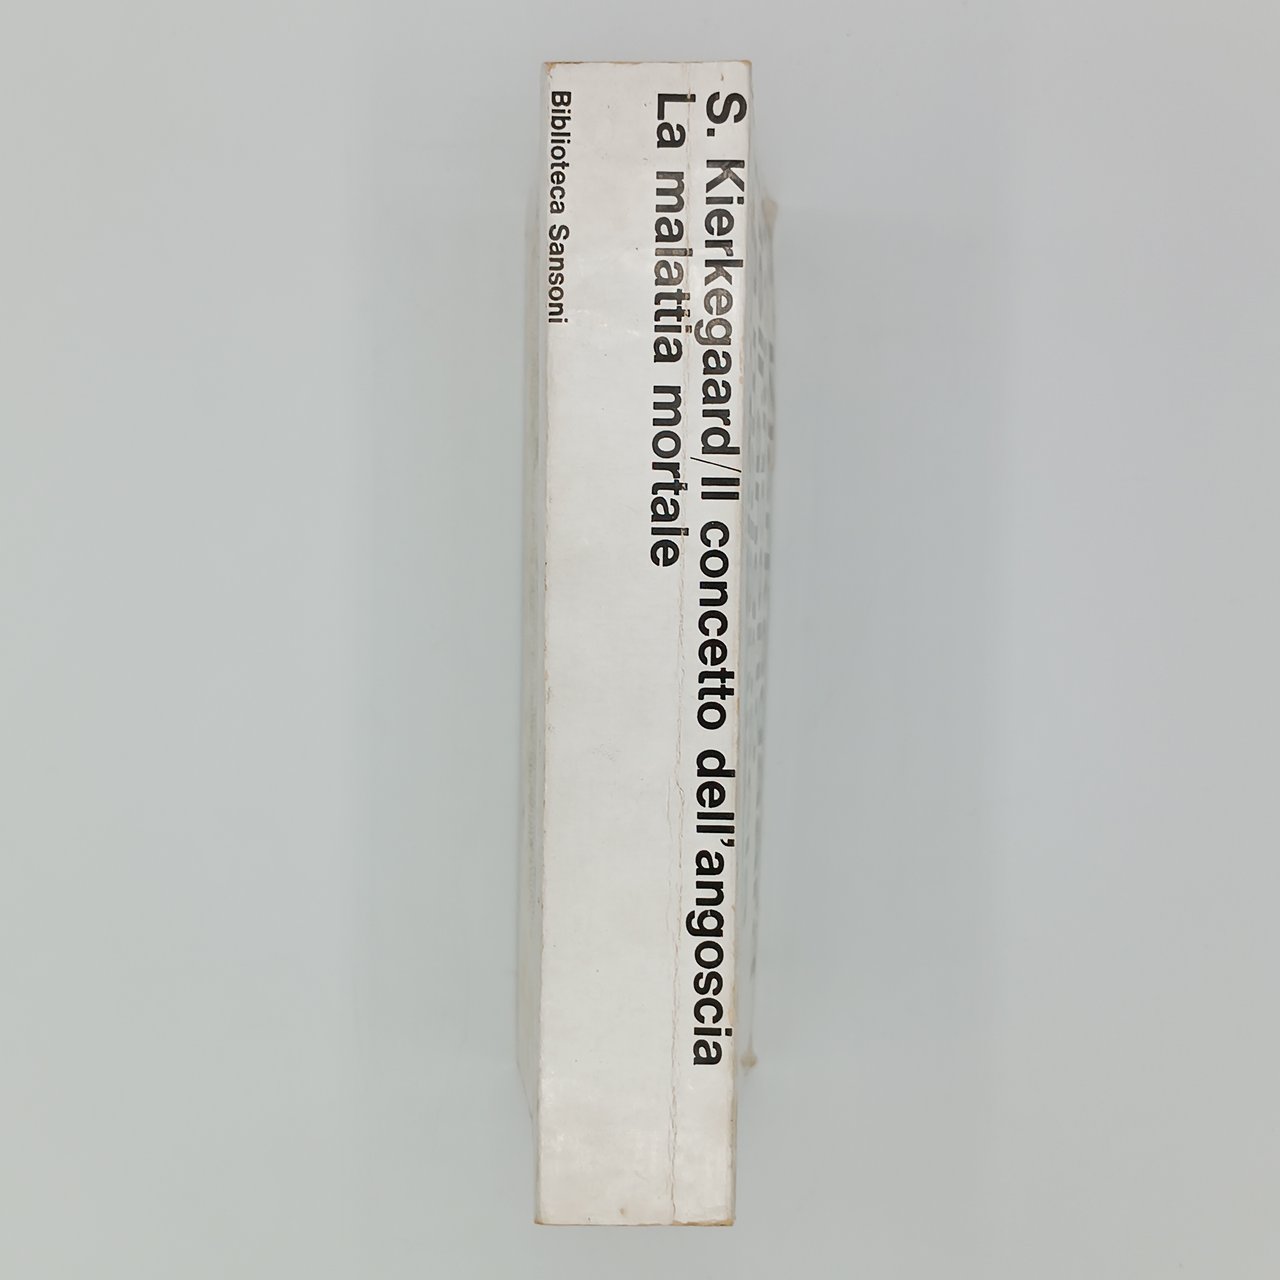 S. Kierkegaard/Il concetto dell'angoscia
La malattia mortale
Biblioteca Sansoni